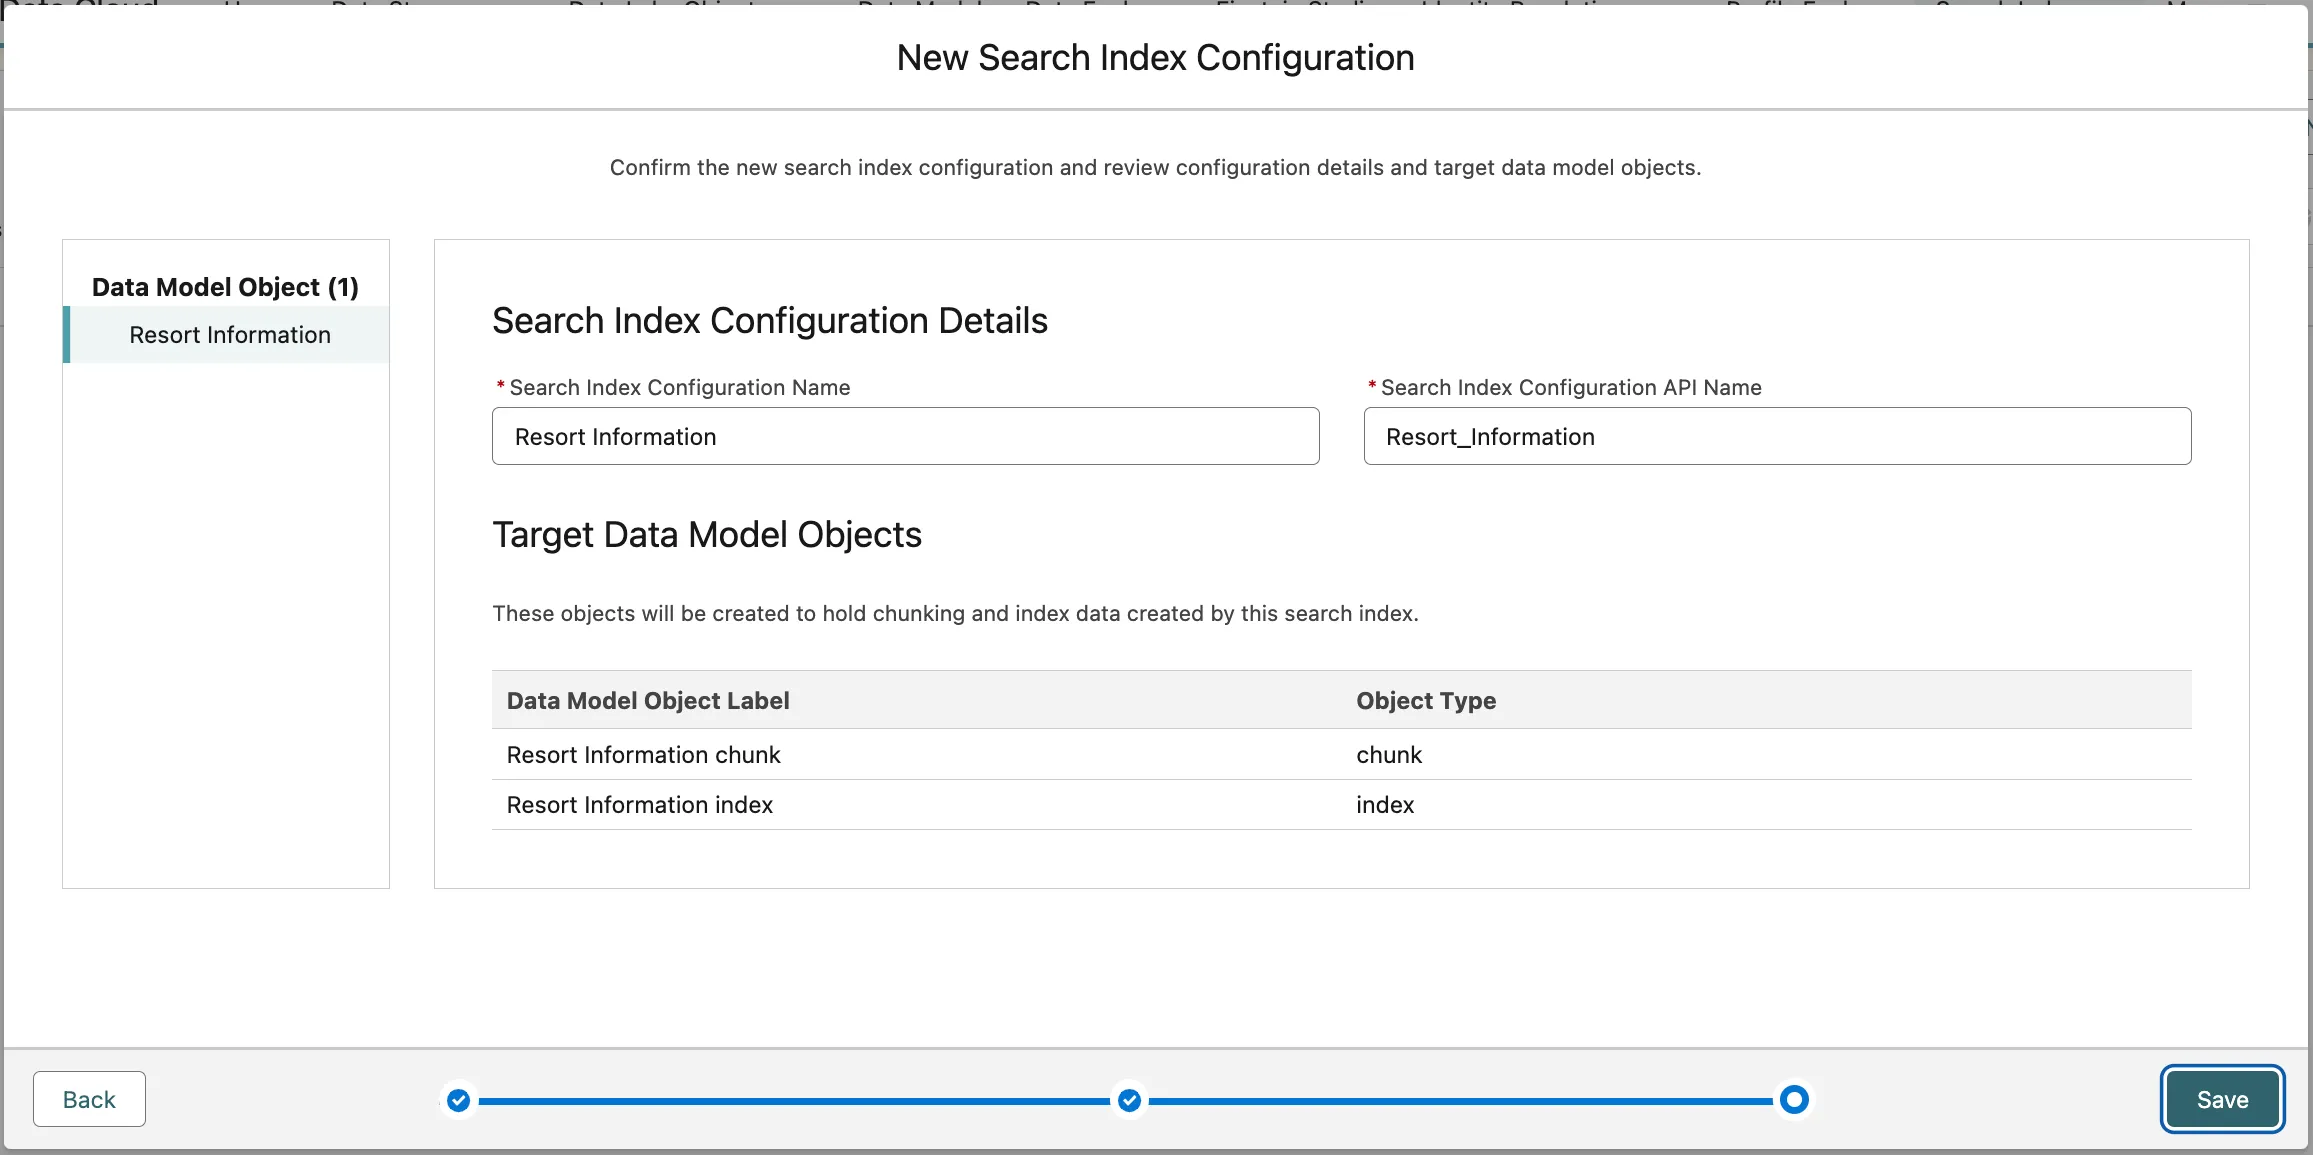 New Search Index Configuration
Confirm the new search index configuration and review configuration details and target data model objects.
Data Model Object (1)
Resort Information
Search Index Configuration Details
* Search Index Configuration Name
* Search Index Configuration API Name
Resort Information
Resort_Information
Target Data Model Objects
These objects will be created to hold chunking and index data created by this search index.
Data Model Object Label
Object Type
Resort Information chunk
chunk
Resort Information index
index
Back
Save